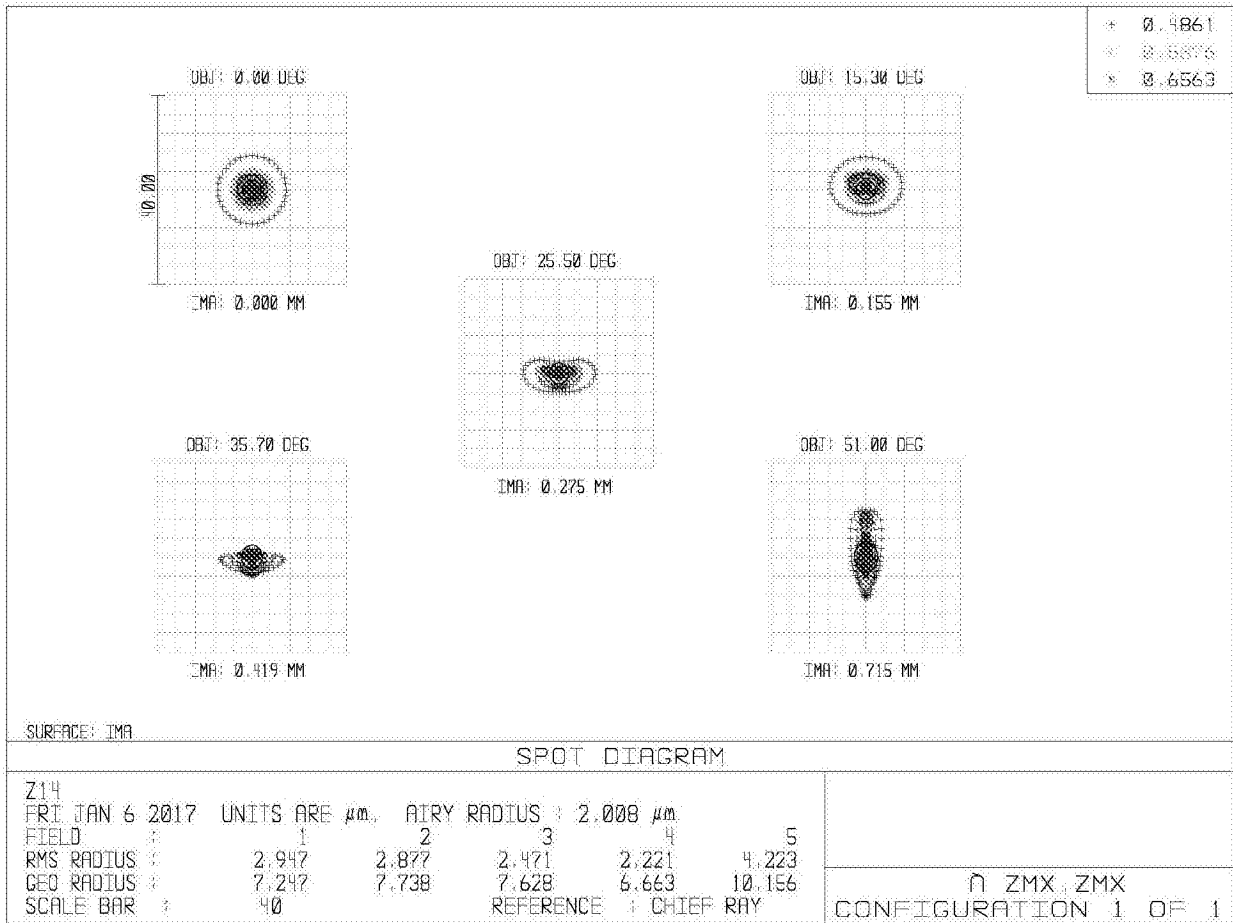 + 0.4861
× 0.5876
* 0.6563
OBJ: 0.00 DEG
OBJ: 15.30 DEG
40.00
IMA: 0.000 MM
IMA: 0.155 MM
OBJ: 25.50 DEG
IMA: 0.275 MM
OBJ: 35.70 DEG
OBJ: 51.00 DEG
IMA: 0.419 MM
IMA: 0.715 MM
SURFACE: IMA
SPOT DIAGRAM
Z14
FRI JAN 6 2017 UNITS ARE µm. AIRY RADIUS : 2.008 µm
FIELD : 1 2 3 4 5
RMS RADIUS : 2.947 2.877 2.471 2.221 4.223
GEO RADIUS : 7.247 7.738 7.628 6.663 10.156
SCALE BAR : 40 REFERENCE : CHIEF RAY
ZMX.ZMX
CONFIGURATION 1 OF 1